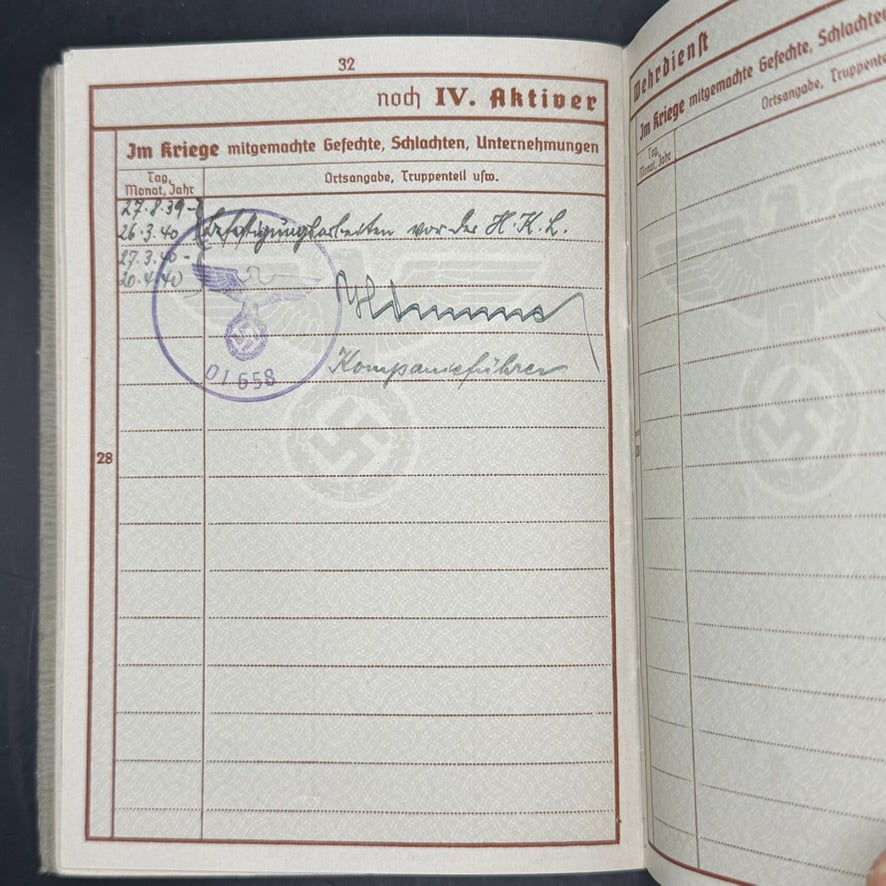 32
noch IV. Aktiver
Im Kriege mitgemachte Gefechte, Schlachten, Unternehmungen
Tag, Monat, Jahr
Ortsangabe, Truppenteil usw.
27.8.39 -
26.3.40 Befestigungsarbeiten vor der H.K.L.
27.3.40 -
20.4.40
01658
Kompanieführer
28
Wehrdienst
Im Kriege mitgemachte Gefechte, Schlachten
Ortsangabe, Truppenteil
Tag, Monat, Jahr